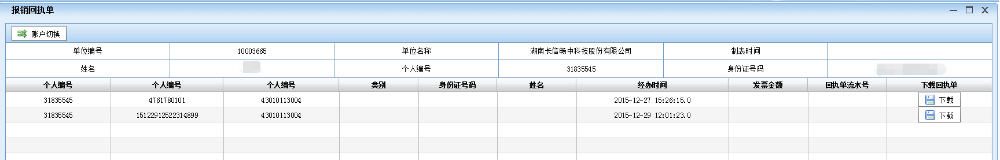 报销回执单
账户切换
单位编号 10003665 单位名称 湖南长信畅中科技股份有限公司 制表时间
姓名 个人编号 31835545 身份证号码
个人编号 个人编号 个人编号 类别 身份证号码 姓名 经办时间 发票金额 回执单流水号 下载回执单
31835545 4761780101 43010113004 2015-12-27 15:26:15.0 下载
31835545 15122912522314899 43010113004 2015-12-29 12:01:23.0 下载